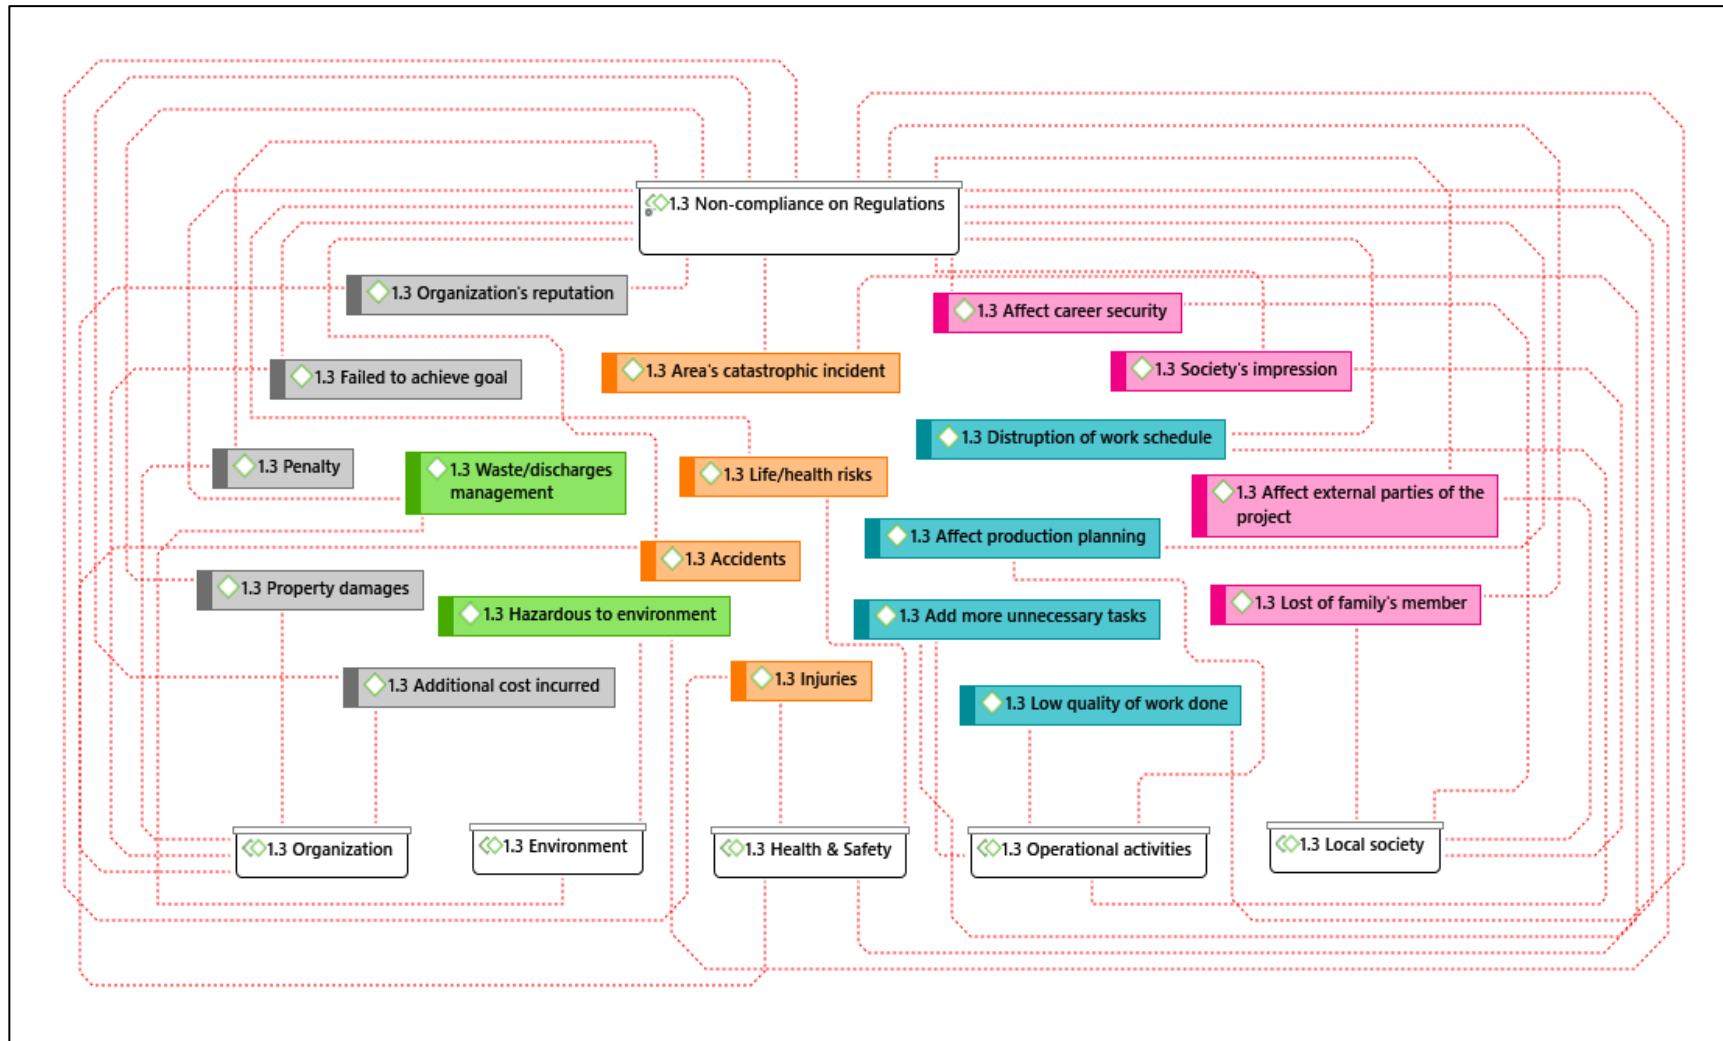 1.3 Non-compliance on Regulations
1.3 Organization's reputation
1.3 Affect career security
1.3 Failed to achieve goal
1.3 Area's catastrophic incident
1.3 Society's impression
1.3 Distruption of work schedule
1.3 Penalty
1.3 Waste/discharges
management
1.3 Life/health risks
1.3 Affect external parties of the
project
1.3 Affect production planning
1.3 Accidents
1.3 Property damages
1.3 Hazardous to environment
1.3 Add more unnecessary tasks
1.3 Lost of family's member
1.3 Additional cost incurred
1.3 Injuries
1.3 Low quality of work done
1.3 Organization
1.3 Environment
1.3 Health & Safety
1.3 Operational activities
1.3 Local society